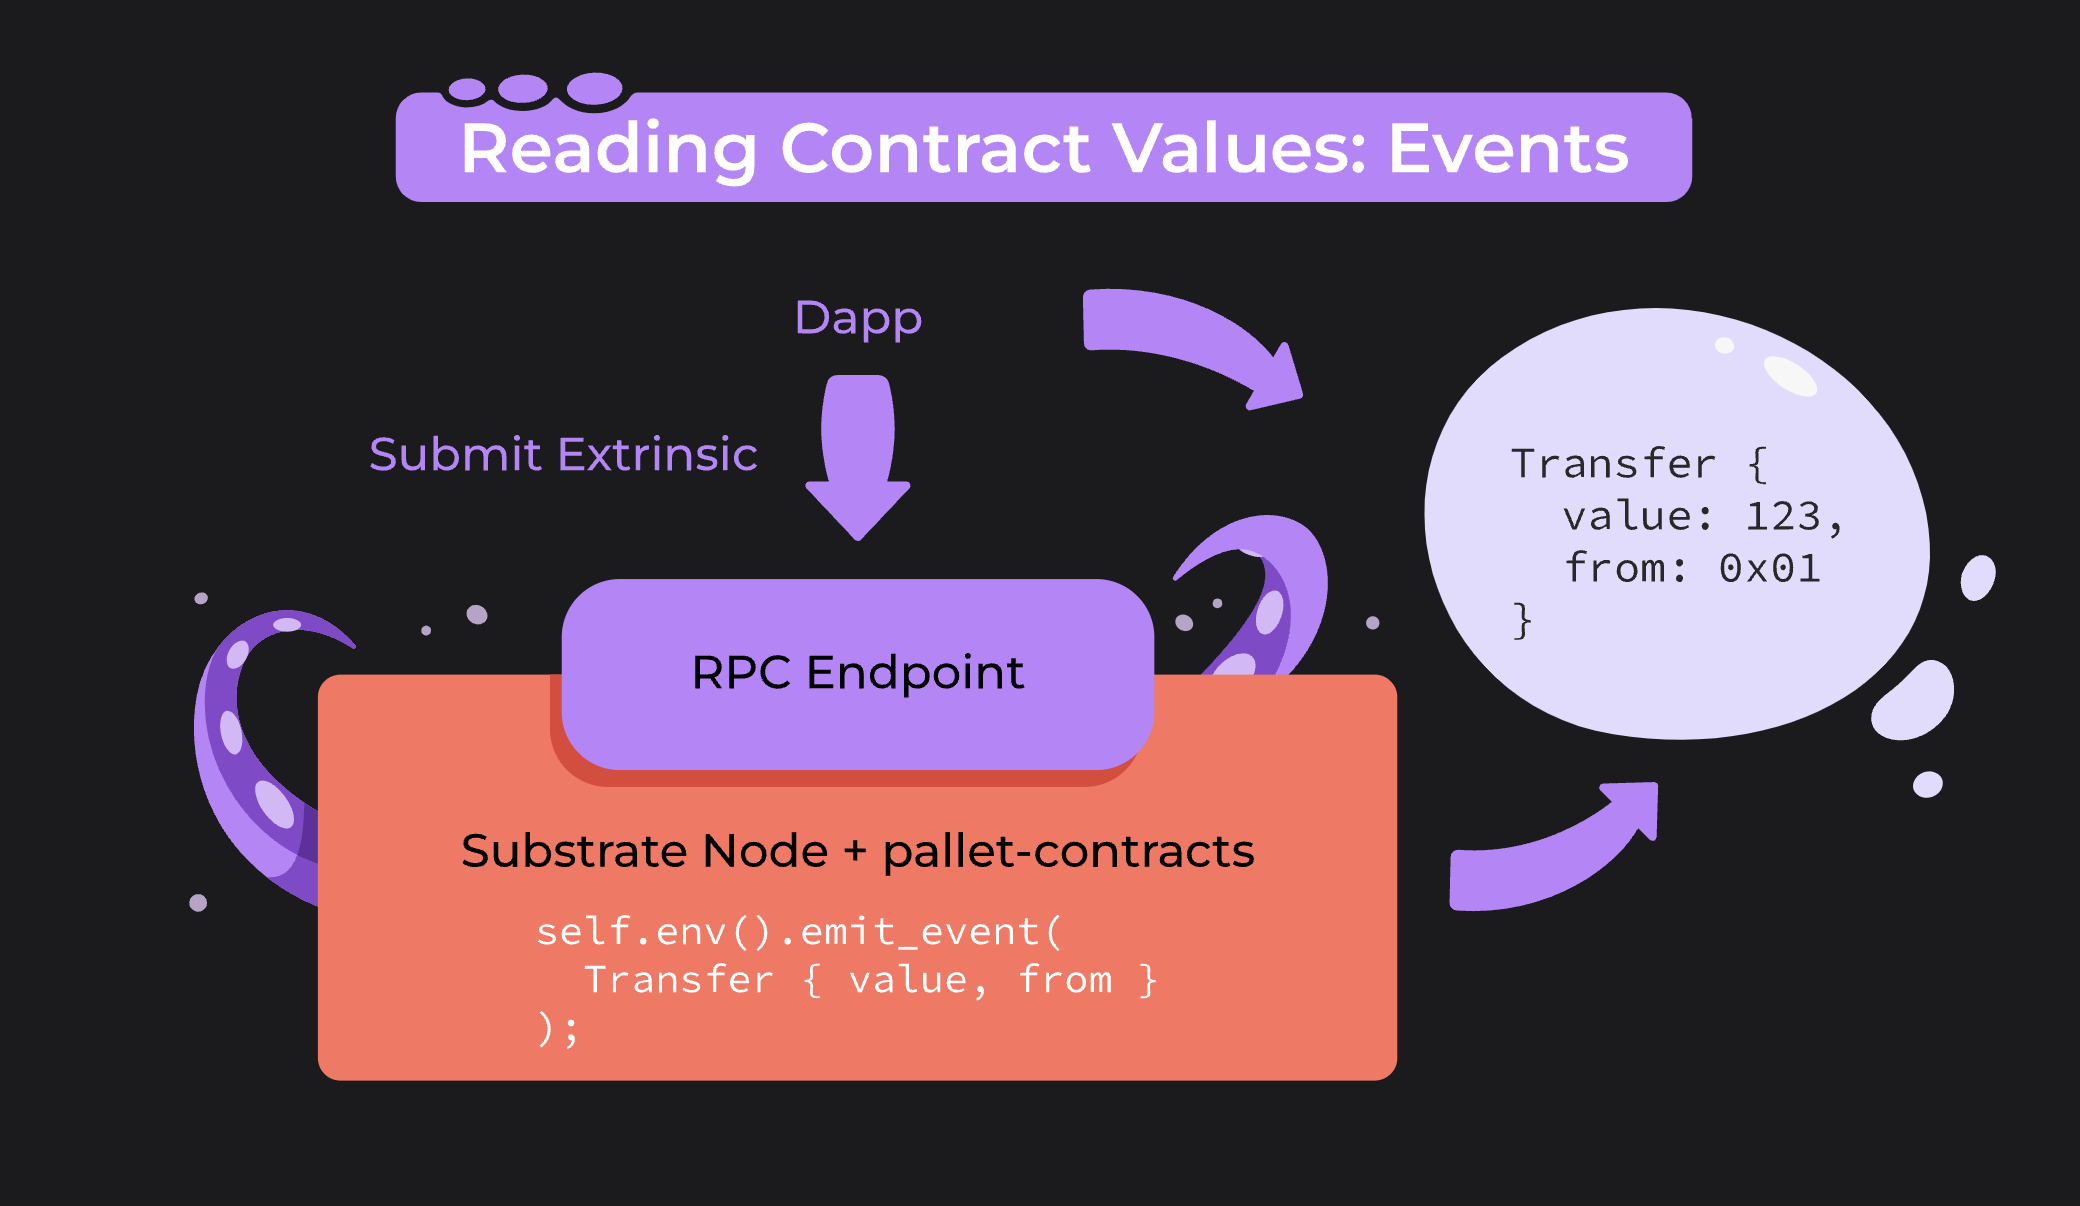 Reading Contract Values: Events
Dapp
Submit Extrinsic
RPC Endpoint
Substrate Node + pallet-contracts
self.env().emit_event(
  Transfer { value, from }
);
Transfer {
  value: 123,
  from: 0x01
}